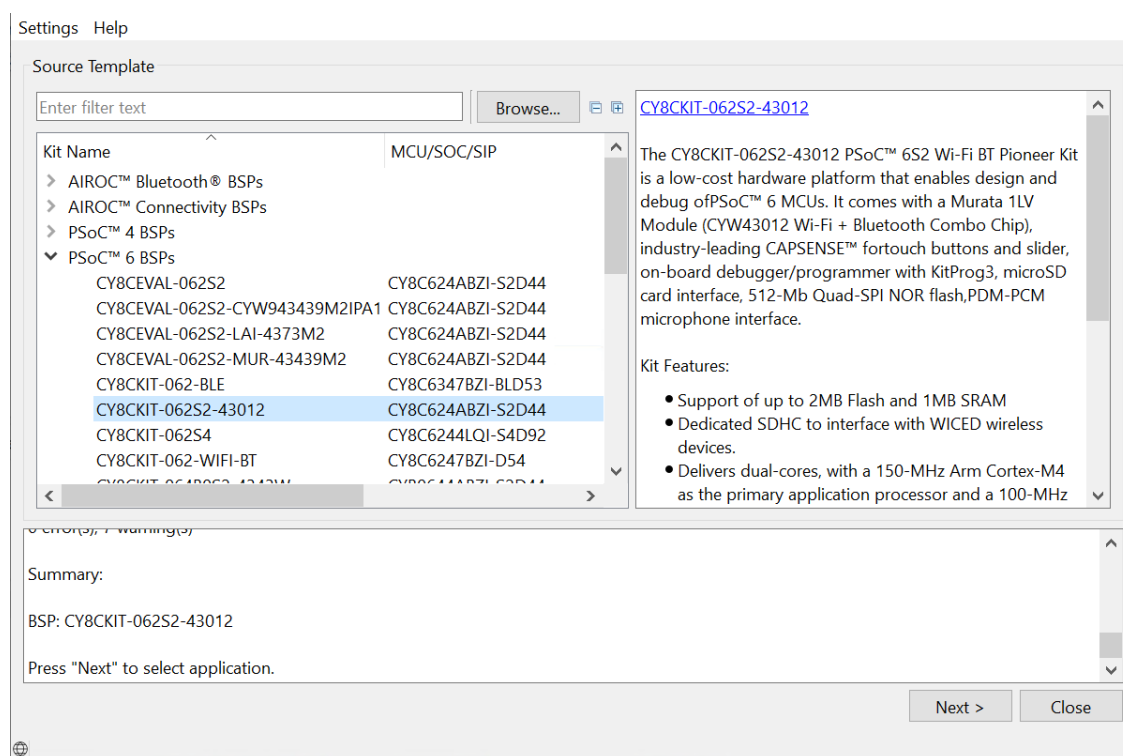 Settings Help
Source Template
Enter filter text
Browse...
Kit Name MCU/SOC/SIP
AIROC™ Bluetooth® BSPs
AIROC™ Connectivity BSPs
PSoC™ 4 BSPs
PSoC™ 6 BSPs
CY8CEVAL-062S2 CY8C624ABZI-S2D44
CY8CEVAL-062S2-CYW943439M2IPA1 CY8C624ABZI-S2D44
CY8CEVAL-062S2-LAI-4373M2 CY8C624ABZI-S2D44
CY8CEVAL-062S2-MUR-43439M2 CY8C624ABZI-S2D44
CY8CKIT-062-BLE CY8C6347BZI-BLD53
CY8CKIT-062S2-43012 CY8C624ABZI-S2D44
CY8CKIT-062S4 CY8C6244LQI-S4D92
CY8CKIT-062-WIFI-BT CY8C6247BZI-D54
CY8CKIT-064B0S2-4343W CYB0644ABZI-S2D44
CY8CKIT-062S2-43012
The CY8CKIT-062S2-43012 PSoC™ 6S2 Wi-Fi BT Pioneer Kit
is a low-cost hardware platform that enables design and
debug ofPSoC™ 6 MCUs. It comes with a Murata 1LV
Module (CYW43012 Wi-Fi + Bluetooth Combo Chip),
industry-leading CAPSENSE™ fortouch buttons and slider,
on-board debugger/programmer with KitProg3, microSD
card interface, 512-Mb Quad-SPI NOR flash,PDM-PCM
microphone interface.
Kit Features:
● Support of up to 2MB Flash and 1MB SRAM
● Dedicated SDHC to interface with WICED wireless
devices.
● Delivers dual-cores, with a 150-MHz Arm Cortex-M4
as the primary application processor and a 100-MHz
0 error(s), 7 warning(s)
Summary:
BSP: CY8CKIT-062S2-43012
Press "Next" to select application.
Next >
Close